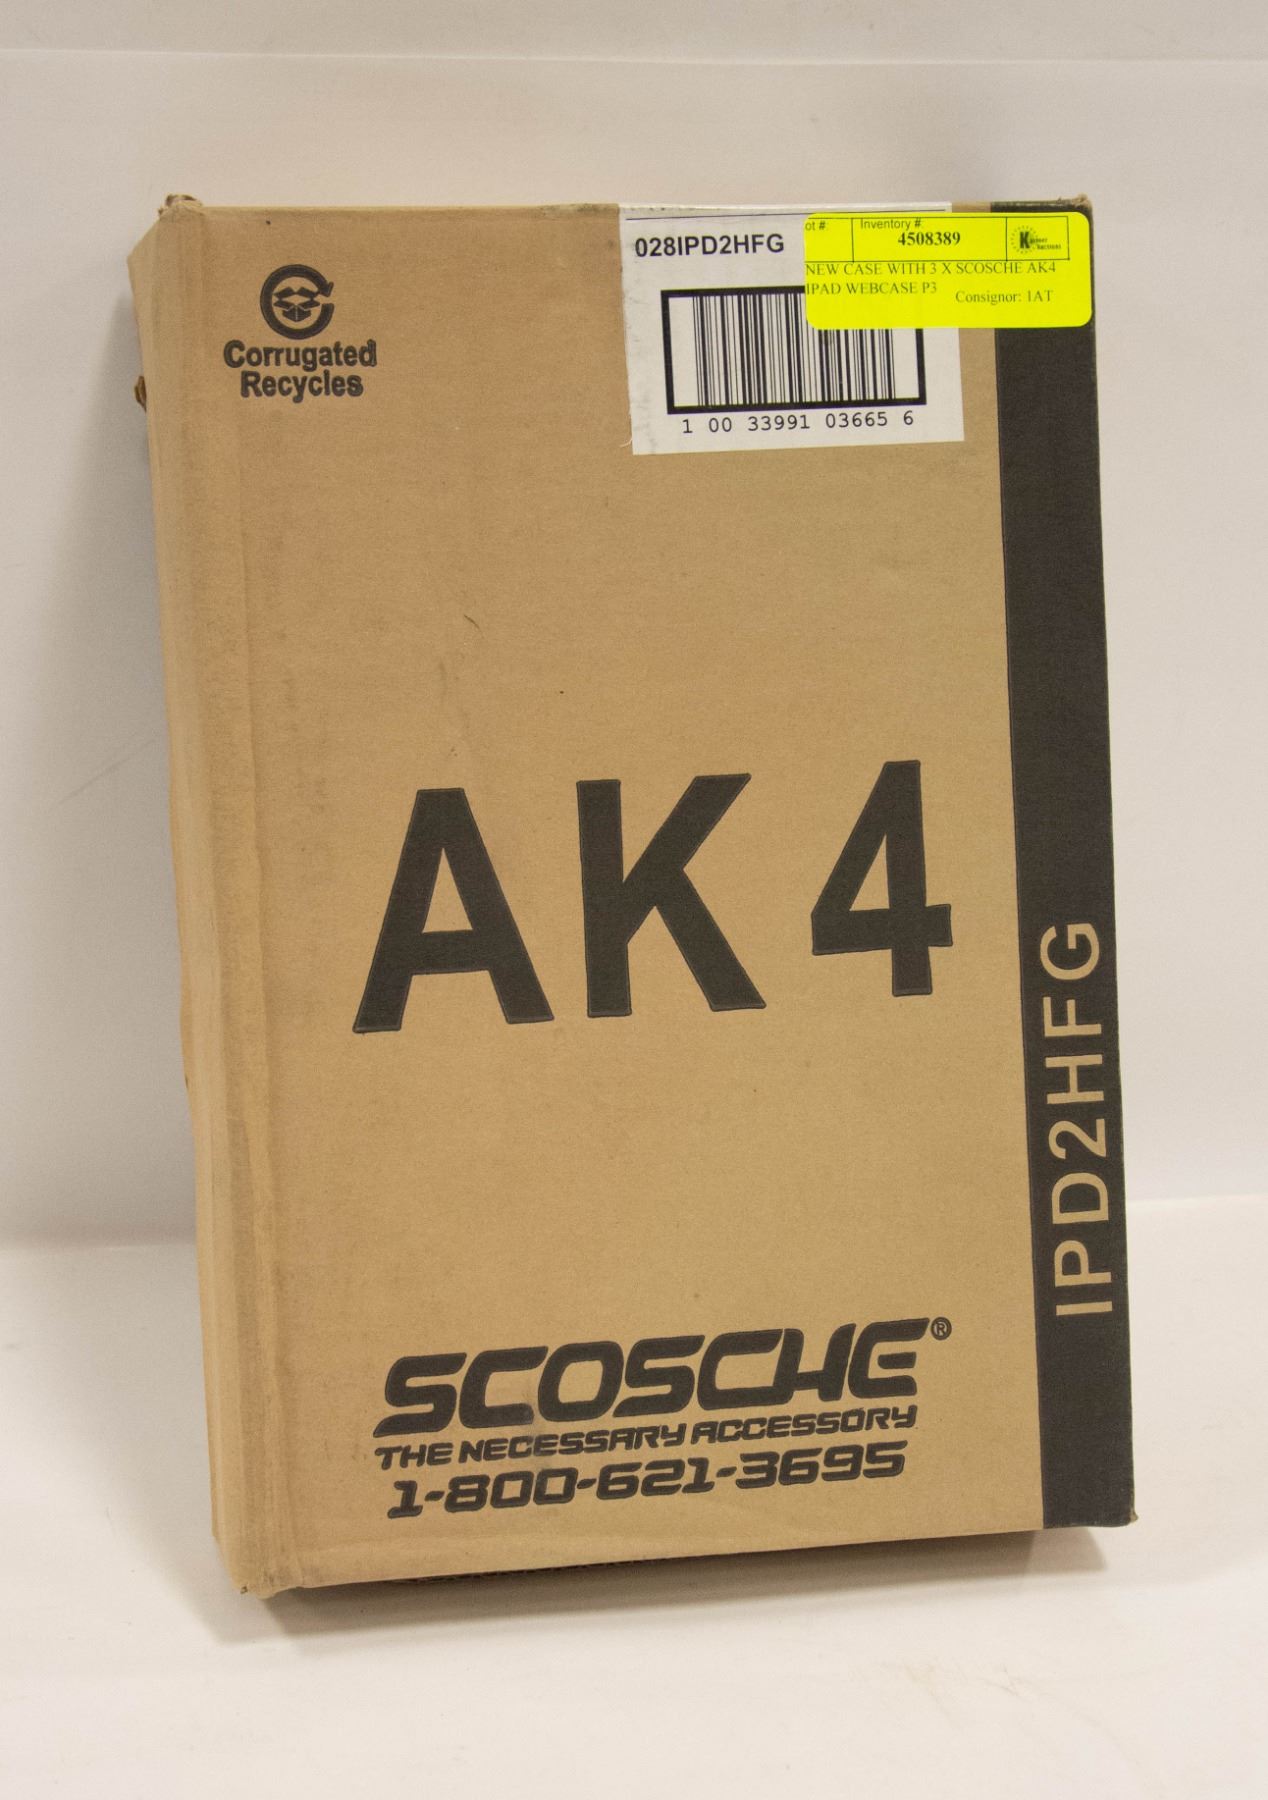 028IPD2HFG
ot #:
Inventory #
4508389
NEW CASE WITH 3 X SCOSCHE AK4
IPAD WEBCASE P3
Consignor: 1AT
1 00 33991 03665 6
Corrugated
Recycles
AK4
IPD2HFG
SCOSCHE®
THE NECESSARY ACCESSORY
1-800-621-3695